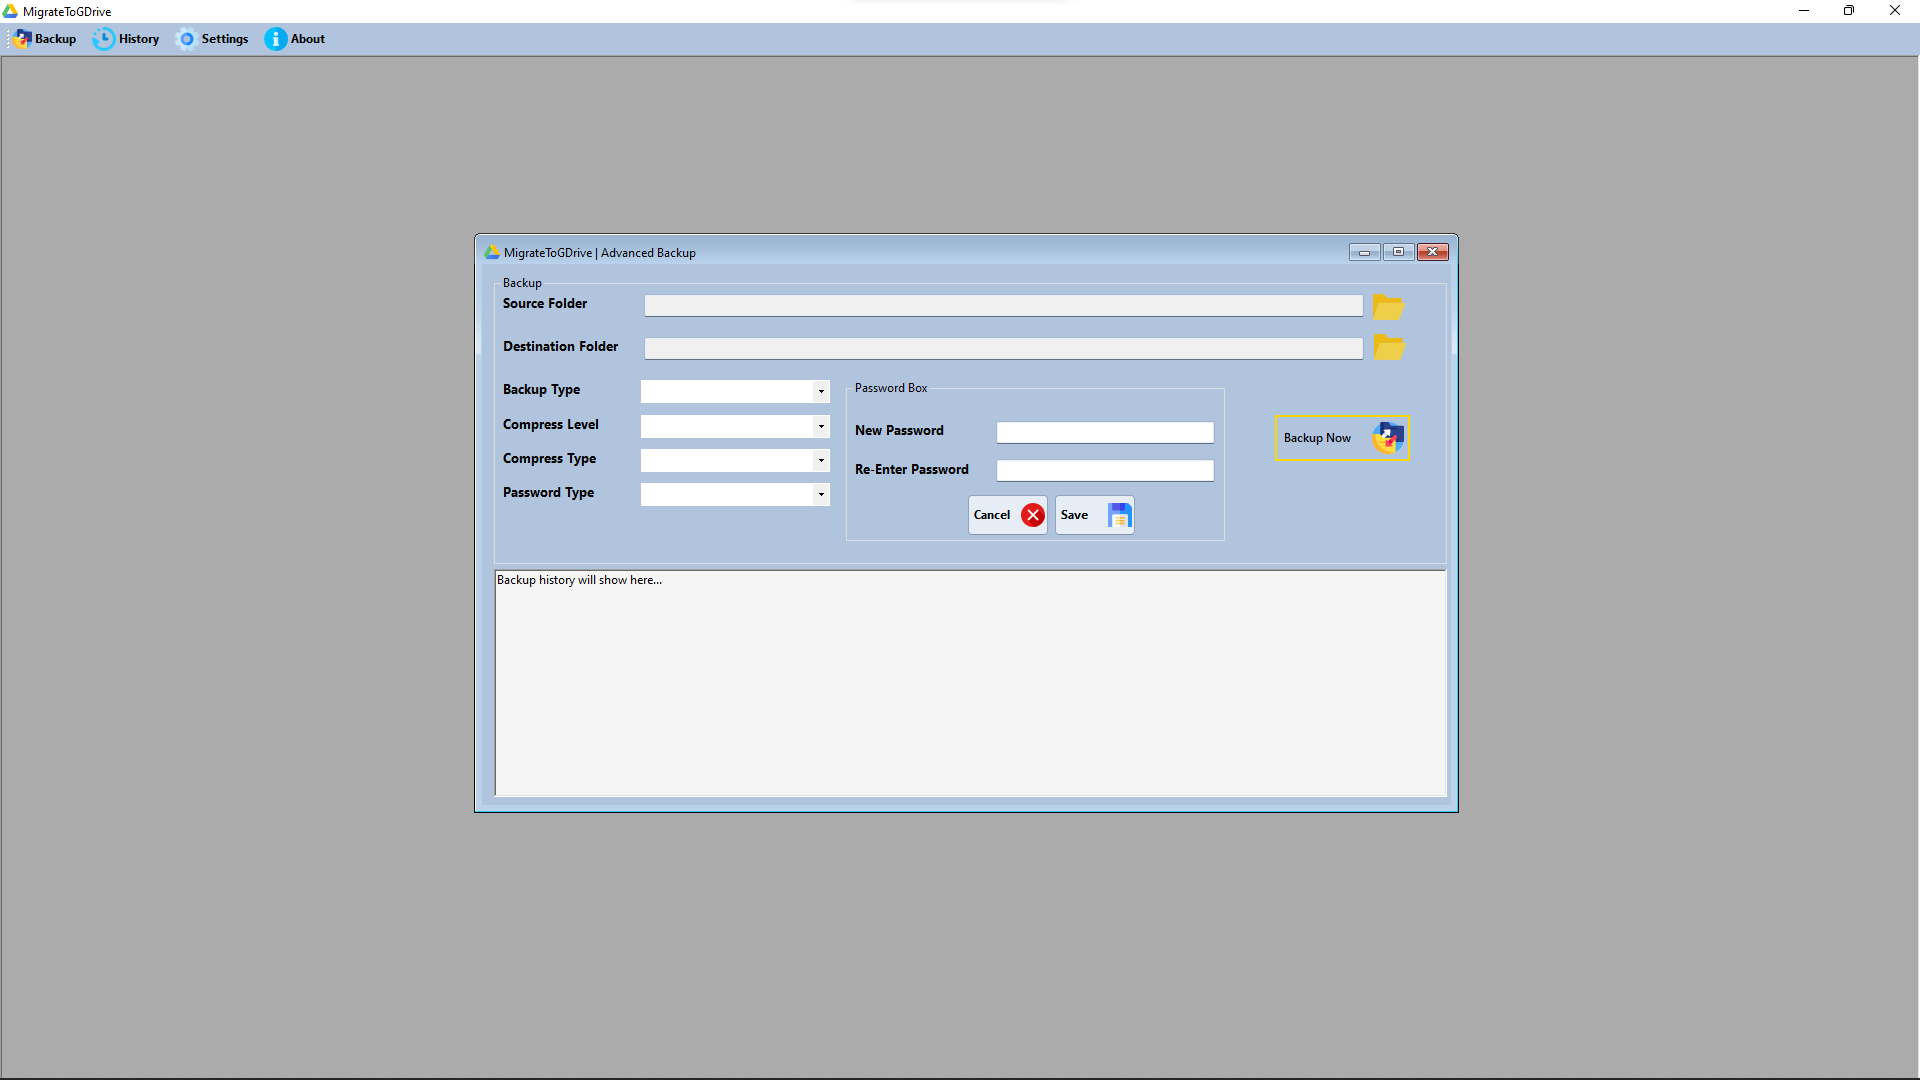 MigrateToGDrive
Backup History Settings About
MigrateToGDrive | Advanced Backup
Backup
Source Folder
Destination Folder
Backup Type
Compress Level
Compress Type
Password Type
Password Box
New Password
Re-Enter Password
Cancel Save
Backup Now
Backup history will show here...